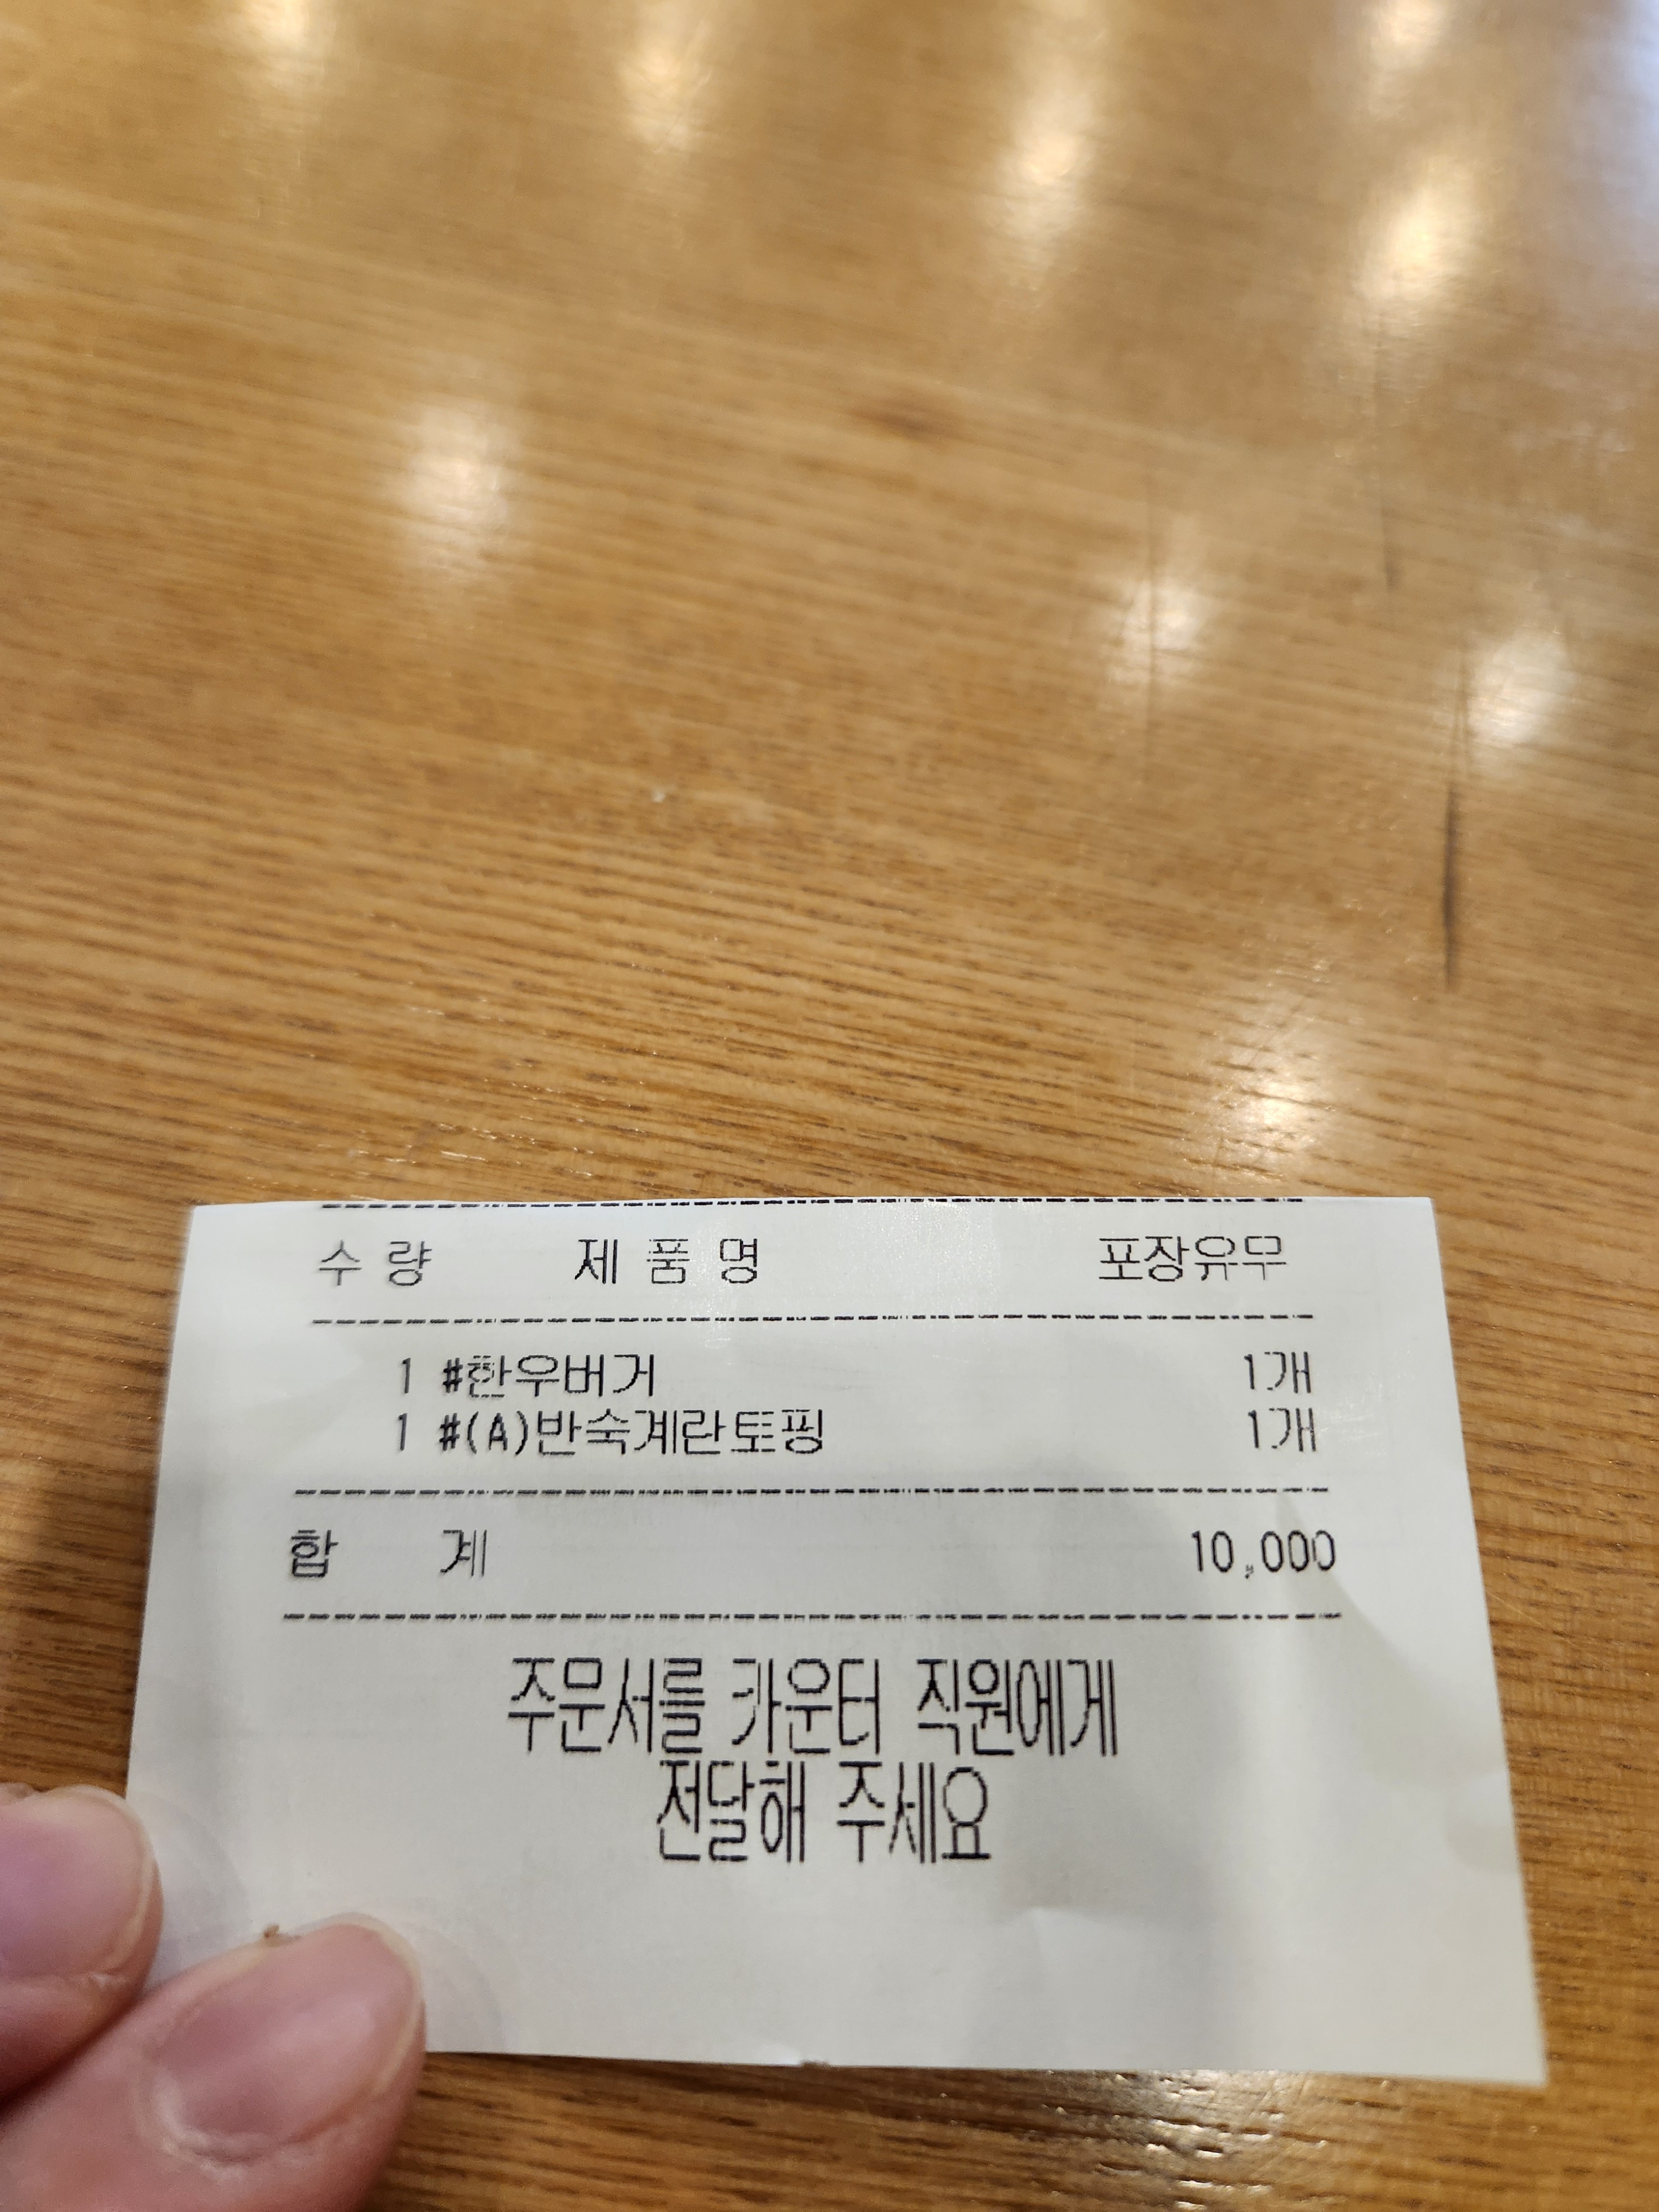 수 량 제 품 명 포장유무
1 #한우버거 1개
1 #(A)반숙계란토핑 1개
합 계 10,000
주문서를 카운터 직원에게
전달해 주세요